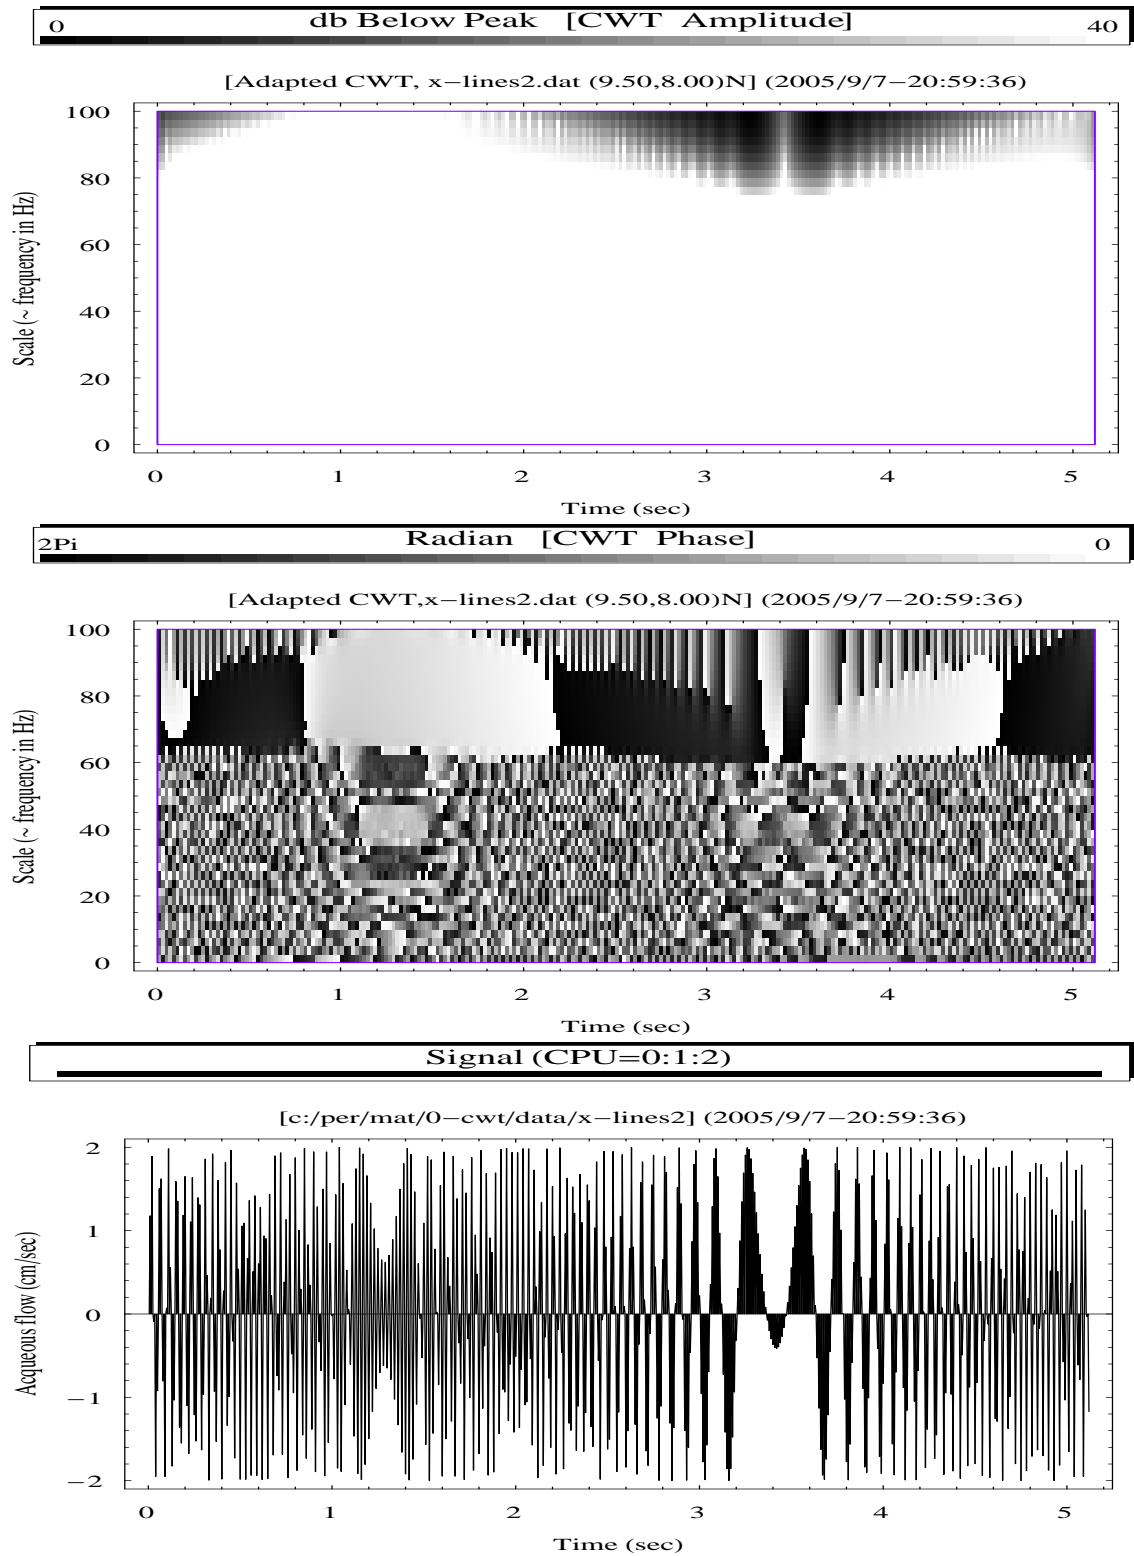 db Below Peak [CWT Amplitude]
0 40
[Adapted CWT, x−lines2.dat (9.50,8.00)N] (2005/9/7−20:59:36)
100
80
60
40
20
0
Scale (~ frequency in Hz)
0 1 2 3 4 5
Time (sec)
Radian [CWT Phase]
2Pi 0
[Adapted CWT,x−lines2.dat (9.50,8.00)N] (2005/9/7−20:59:36)
100
80
60
40
20
0
Scale (~ frequency in Hz)
0 1 2 3 4 5
Time (sec)
Signal (CPU=0:1:2)
[c:/per/mat/0−cwt/data/x−lines2] (2005/9/7−20:59:36)
2
1
0
−1
−2
Acqueous flow (cm/sec)
0 1 2 3 4 5
Time (sec)